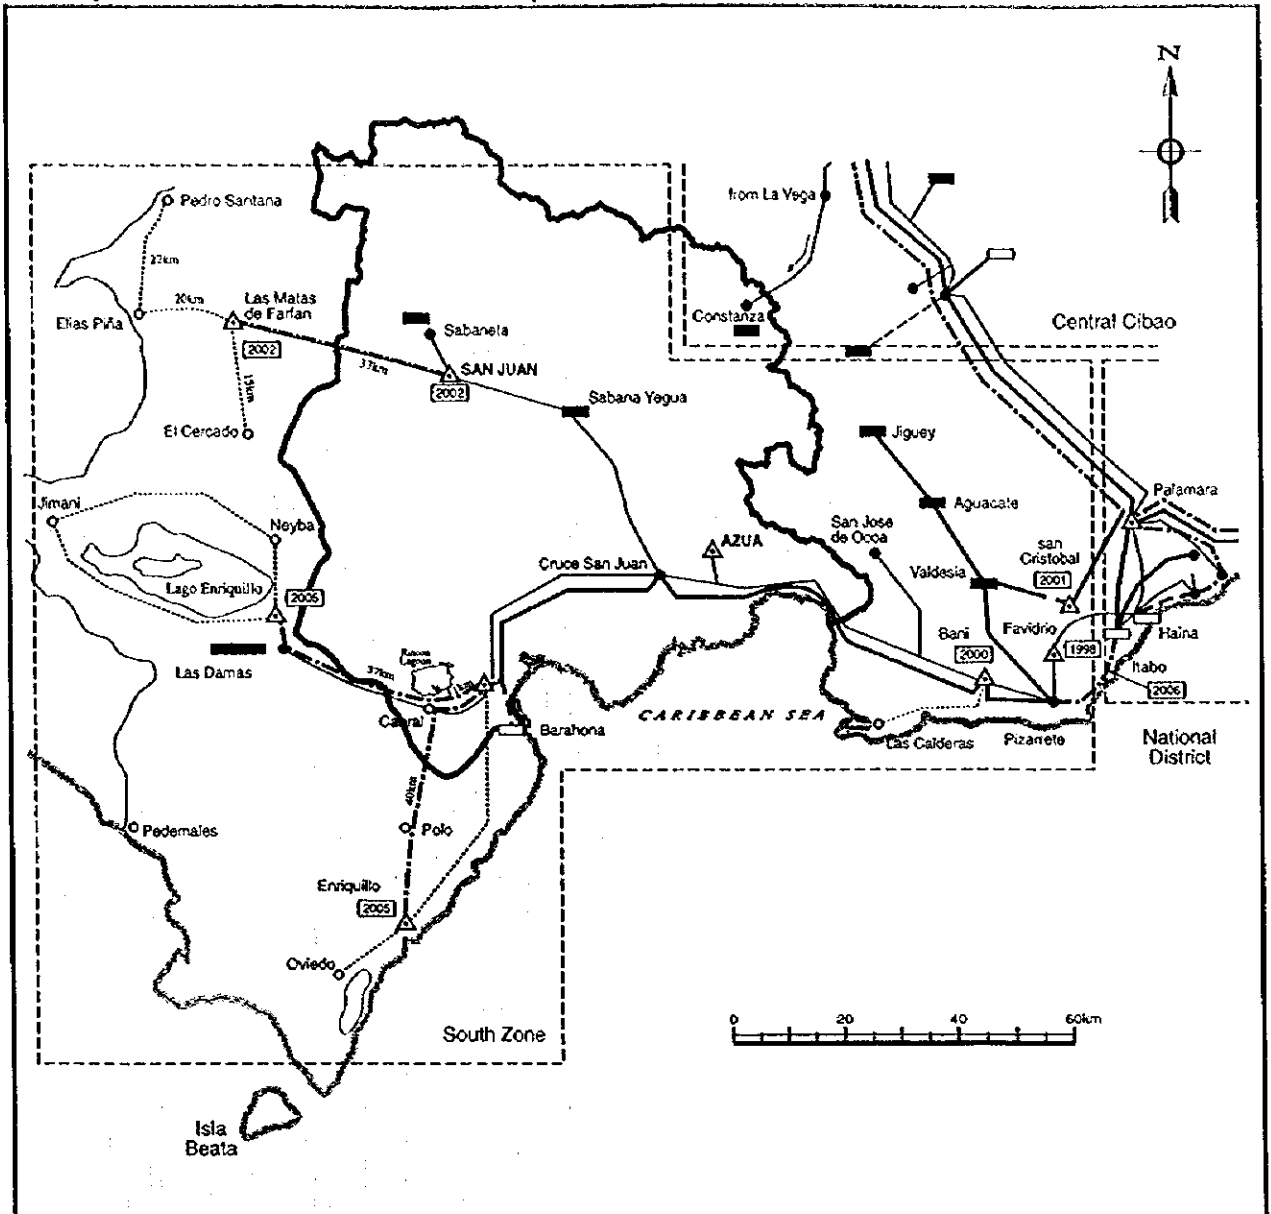 N
Pedro Santana
from La Vega
22km
20km
Las Matas
de Farfan
Elias Piña
Constanza
Central Cibao
2002
Sabaneta
37km
SAN JUAN
2002
15km
Sabana Yegua
El Cercado
Jiguey
Palamara
Jimani
Aguacate
Neyba
San Jose
de Ocoa
san
Cristobal
AZUA
Cruce San Juan
2001
Valdesia
Lago Enriquillo
2005
Favidrio
Haina
Bani
1998
2000
Itabo
Las Damas
37km
Rincon
Lagoon
2006
Cabral
CARIBBEAN SEA
Barahona
Las Calderas
Pizarrete
National
District
40km
Pedernales
Polo
Enriquillo
2005
Oviedo
0 20 40 60km
South Zone
Isla
Beata